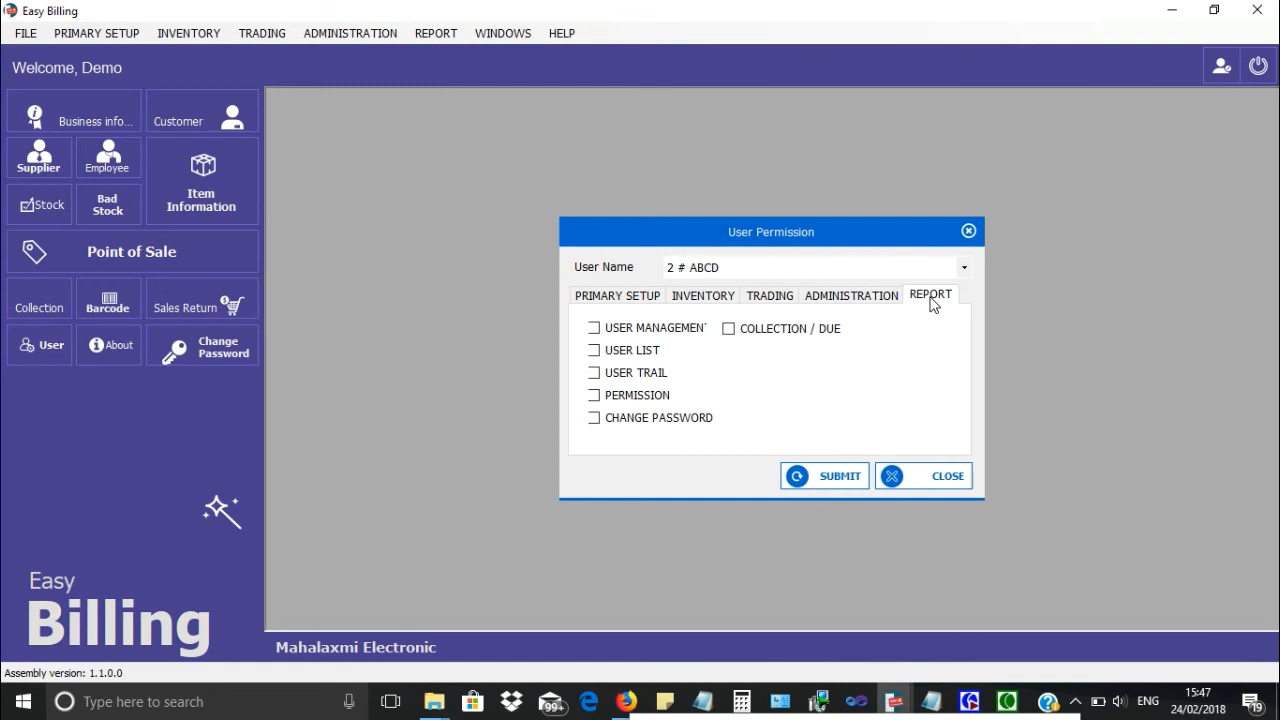 Easy Billing
FILE PRIMARY SETUP INVENTORY TRADING ADMINISTRATION REPORT WINDOWS HELP
Welcome, Demo
Business info...
Customer
Supplier
Employee
Item
Information
Stock
Bad
Stock
Point of Sale
Collection
Barcode
Sales Return
User
About
Change
Password
User Permission
User Name 2 # ABCD
PRIMARY SETUP INVENTORY TRADING ADMINISTRATION REPORT
USER MANAGEMEN COLLECTION / DUE
USER LIST
USER TRAIL
PERMISSION
CHANGE PASSWORD
SUBMIT CLOSE
Easy
Billing
Mahalaxmi Electronic
Assembly version: 1.1.0.0
Type here to search
99+
ENG
15:47
24/02/2018
19